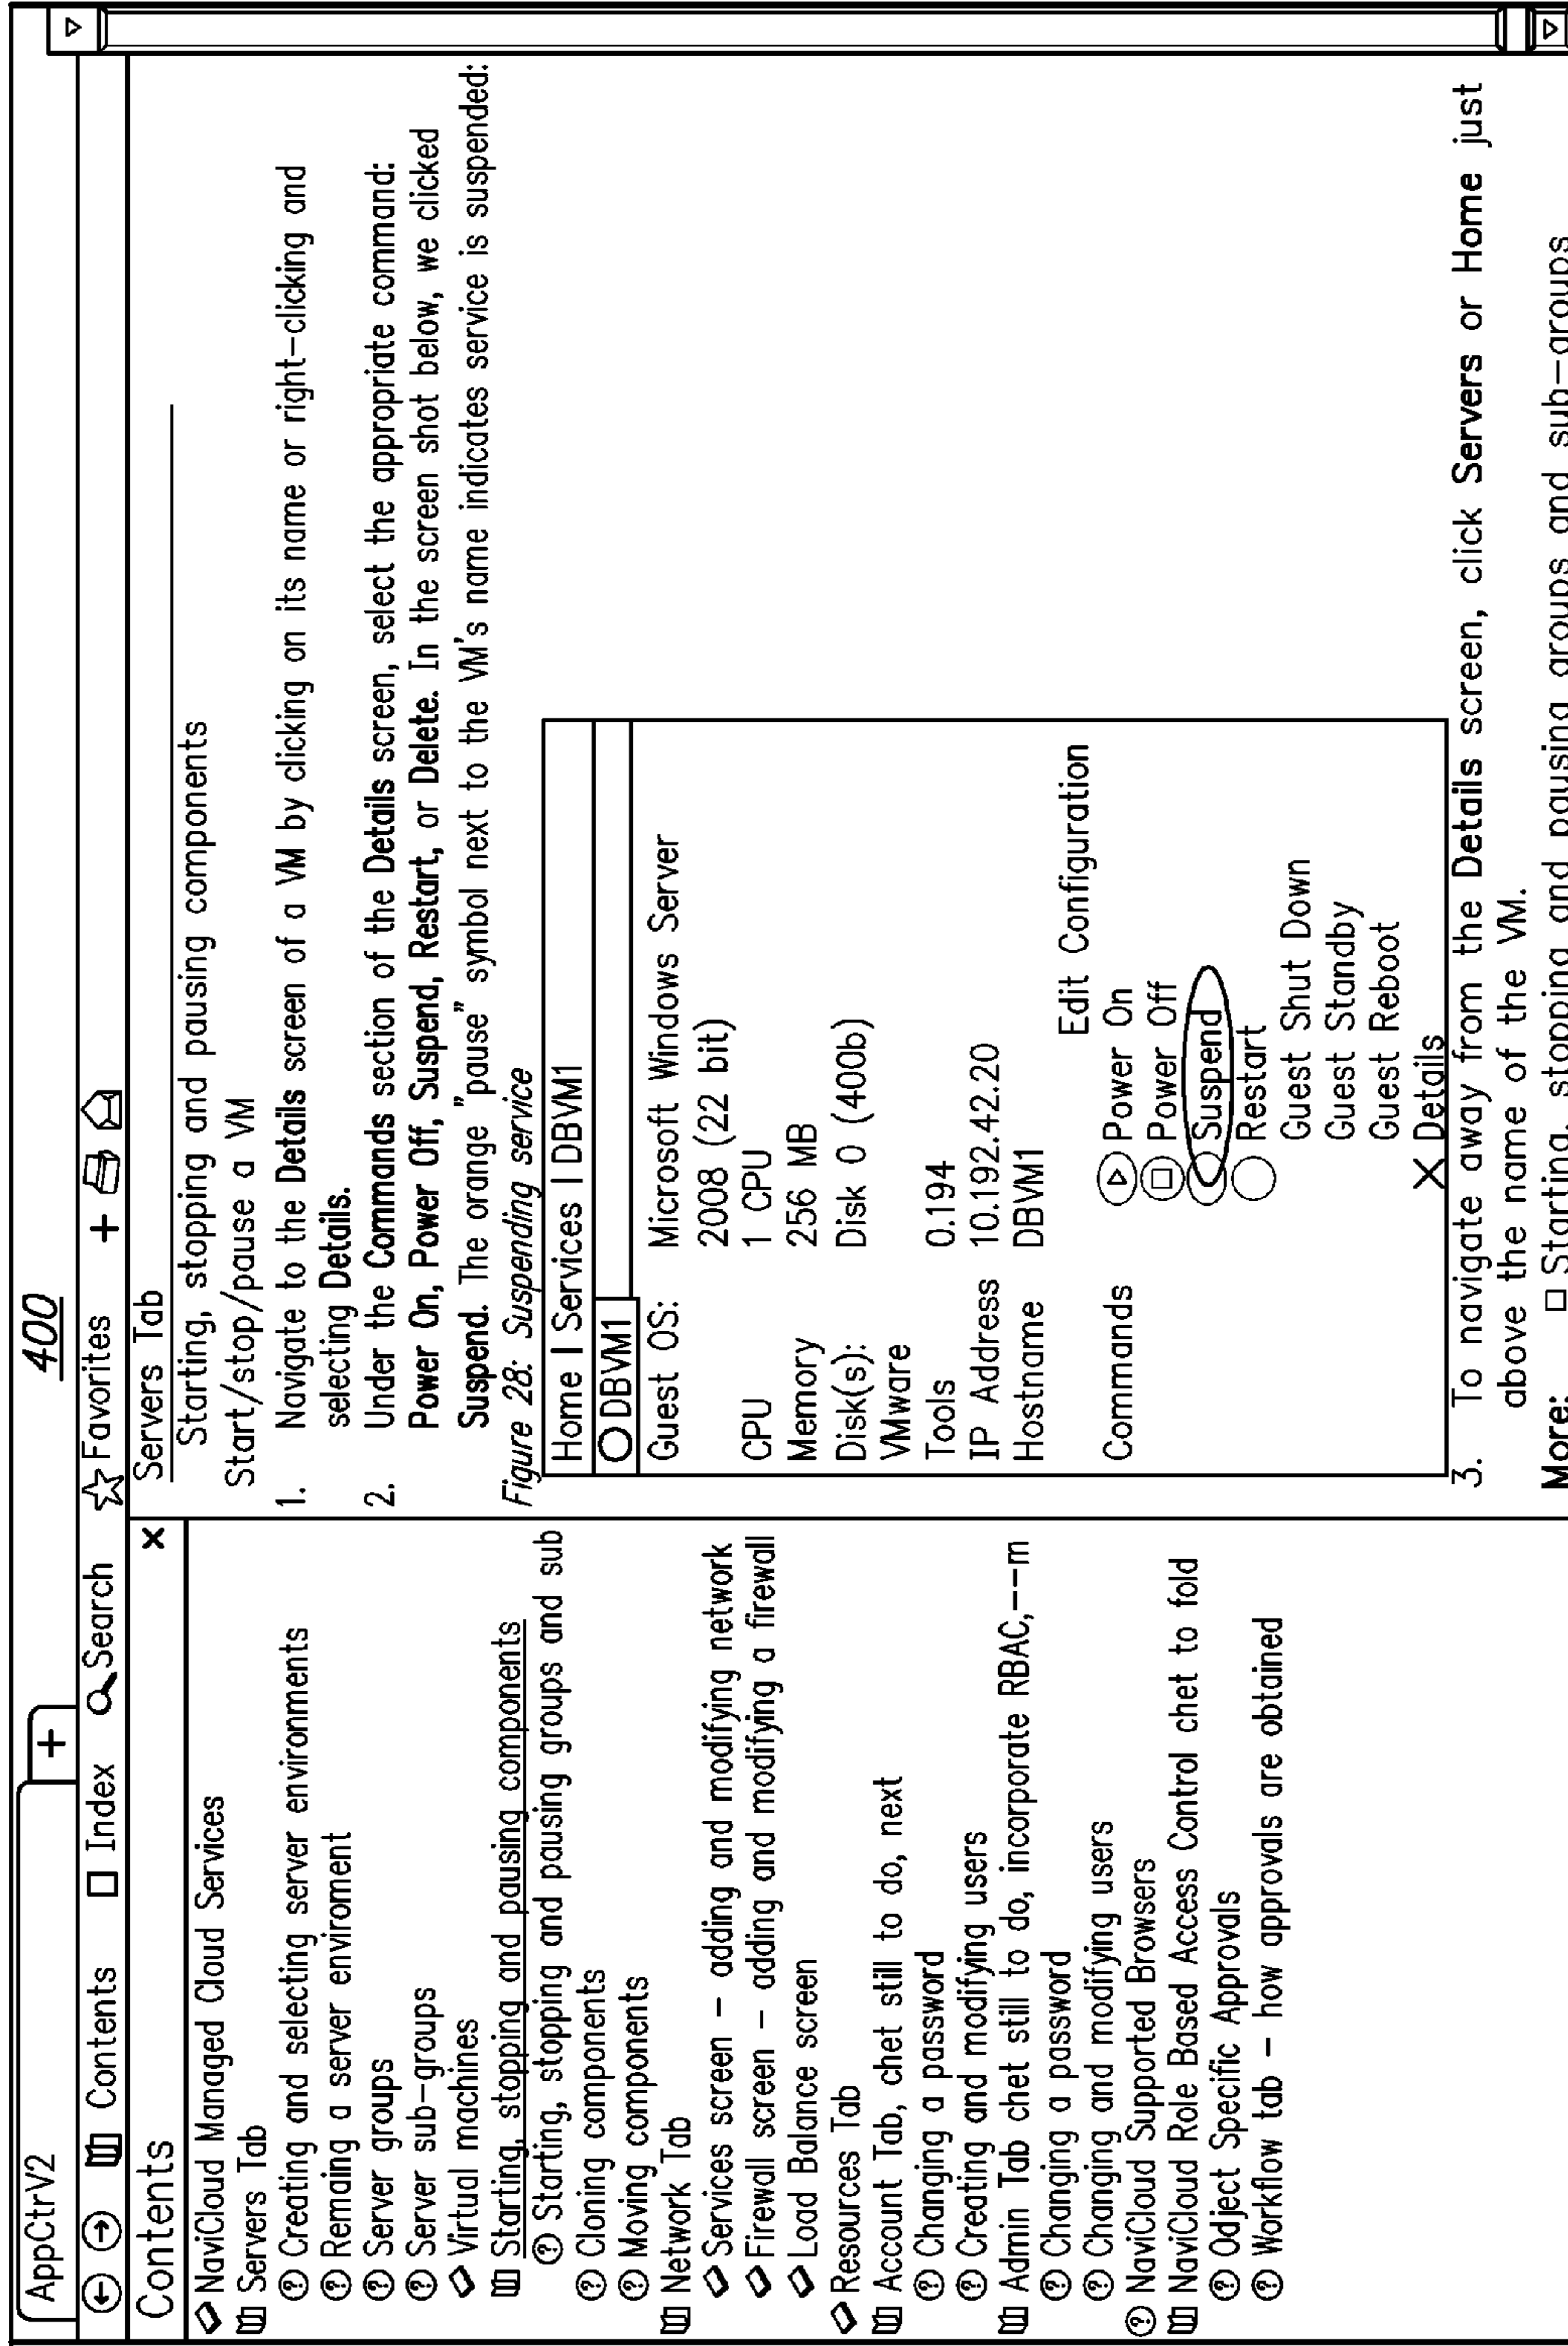 400
AppCtrV2 +
Contents Index Search Favorites +
Contents ×
NaviCloud Managed Cloud Services
Servers Tab
Creating and selecting server environments
Remaing a server enviroment
Server groups
Server sub-groups
Virtual machines
Starting, stopping and pausing components
Starting, stopping and pausing groups and sub
Cloning components
Moving components
Network Tab
Services screen – adding and modifying network
Firewall screen – adding and modifying a firewall
Load Balance screen
Resources Tab
Account Tab, chet still to do, next
Changing a password
Creating and modifying users
Admin Tab chet still to do, incorporate RBAC,--m
Changing a password
Changing and modifying users
NaviCloud Supported Browsers
NaviCloud Role Based Access Control chet to fold
Odject Specific Approvals
Workflow tab – how approvals are obtained
Servers Tab
Starting, stopping and pausing components
Start/stop/pause a VM
1. Navigate to the Details screen of a VM by clicking on its name or right-clicking and
selecting Details.
2. Under the Commands section of the Details screen, select the appropriate command:
Power On, Power Off, Suspend, Restart, or Delete. In the screen shot below, we clicked
Suspend. The orange "pause" symbol next to the VM's name indicates service is suspended:
Figure 28: Suspending service
Home | Services | DBVM1
DBVM1
Guest OS: Microsoft Windows Server
2008 (22 bit)
CPU 1 CPU
Memory 256 MB
Disk(s): Disk 0 (400b)
VMware
Tools 0.194
IP Address 10.192.42.20
Hostname DBVM1
Edit Configuration
Commands Power On
Power Off
Suspend
Restart
Guest Shut Down
Guest Standby
Guest Reboot
X Details
3. To navigate away from the Details screen, click Servers or Home just
above the name of the VM.
More: Starting, stopping and pausing groups and sub-groups